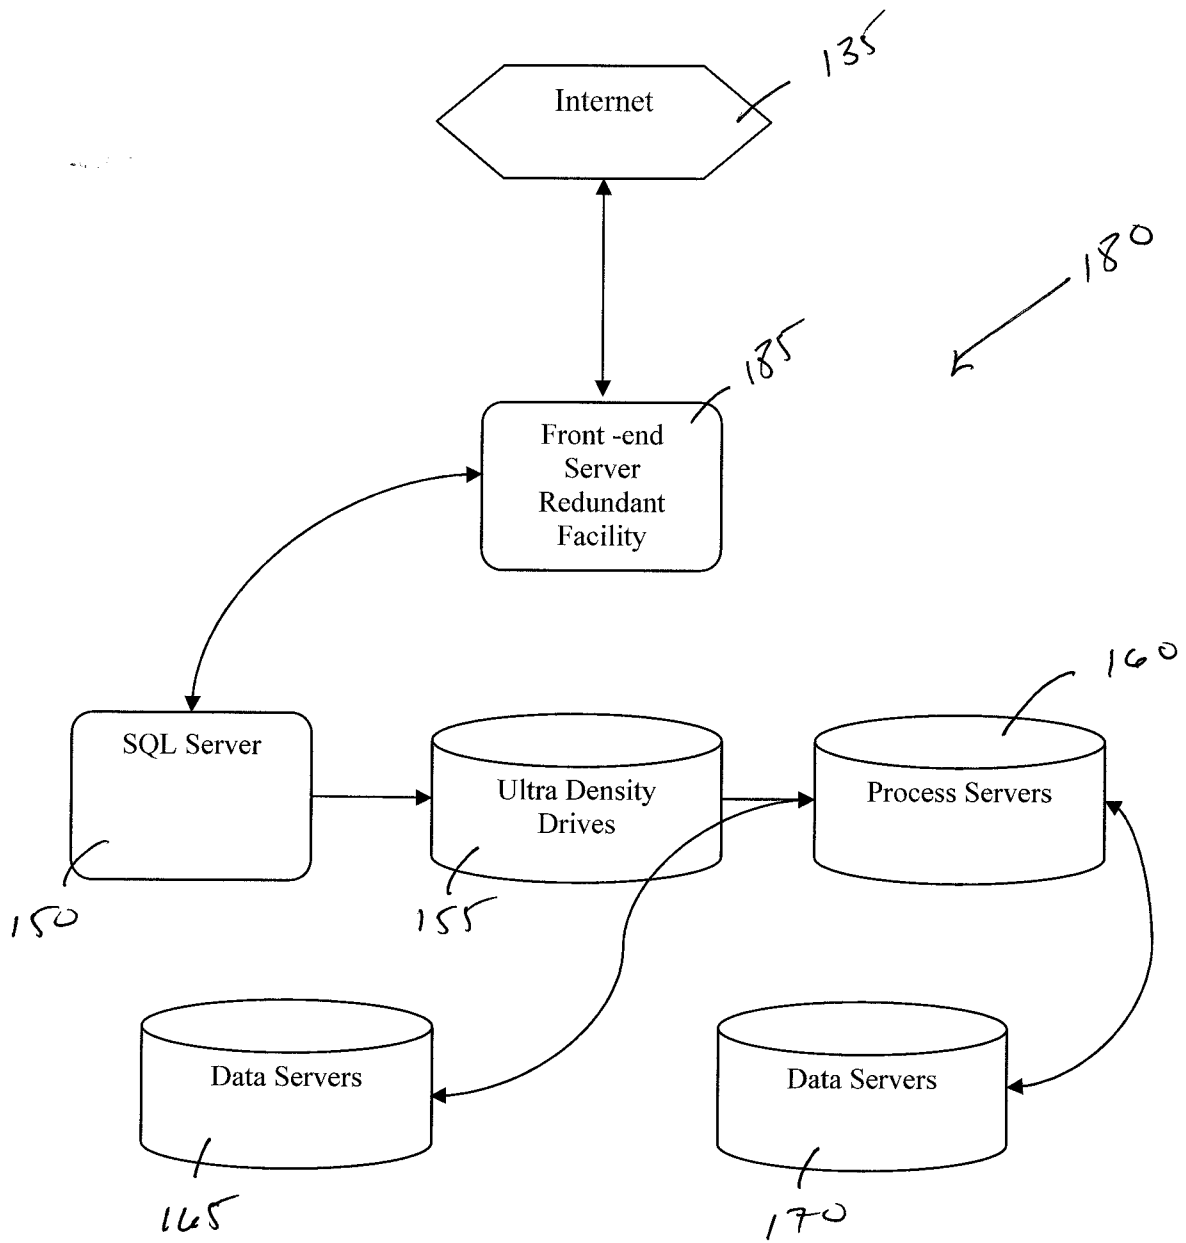 135
Internet
180
185
Front -end
Server
Redundant
Facility
160
SQL Server
Ultra Density
Drives
Process Servers
150
155
Data Servers
Data Servers
165
170